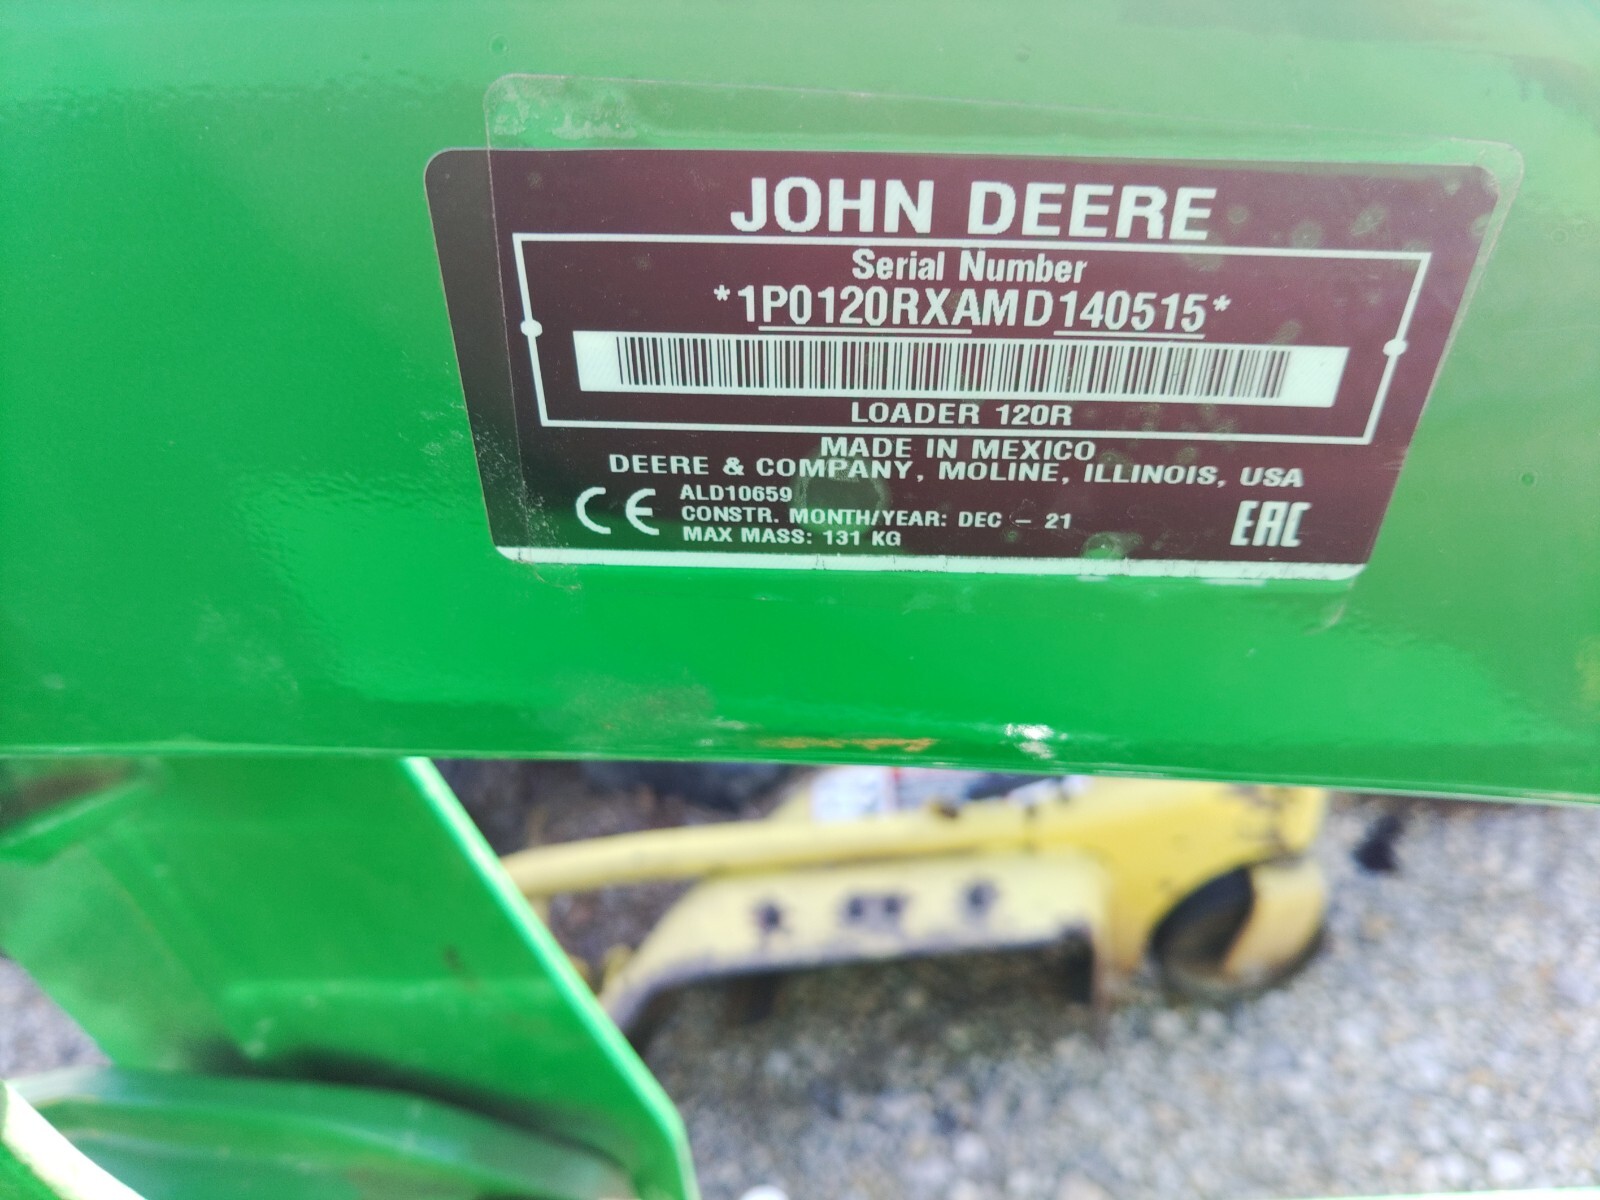 JOHN DEERE
Serial Number
*1P0120RXAMD140515*
LOADER 120R
MADE IN MEXICO
DEERE & COMPANY, MOLINE, ILLINOIS, USA
CE
ALD10659
CONSTR. MONTH/YEAR: DEC - 21
MAX MASS: 131 KG
EAC